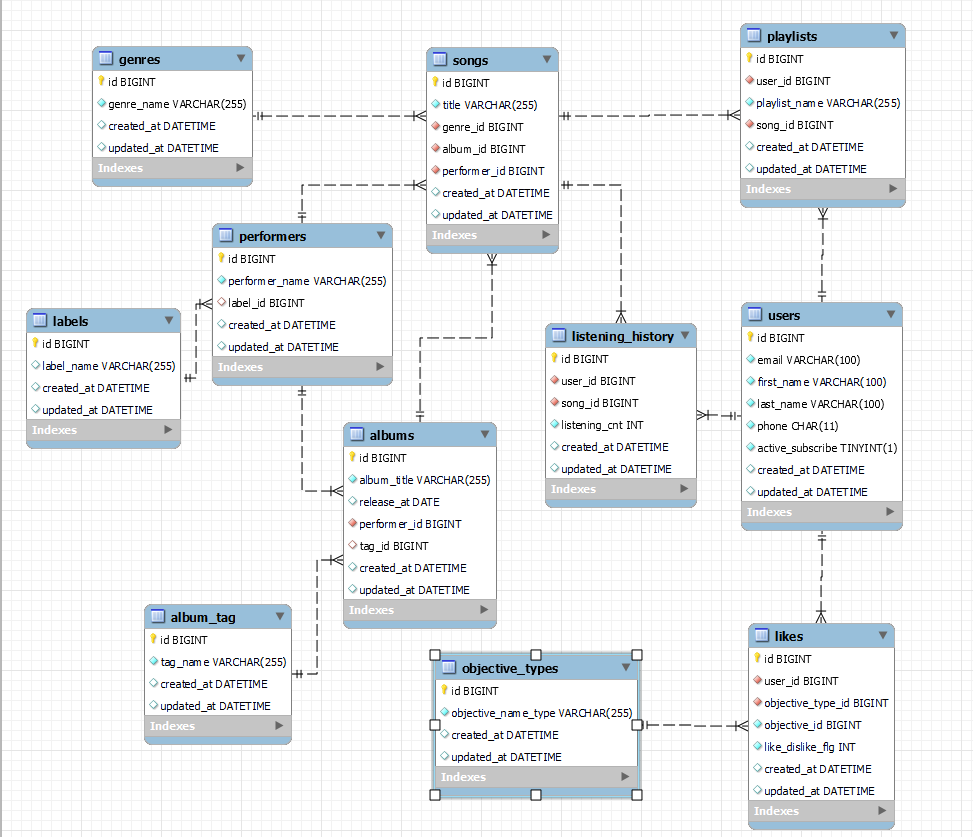 genres
id BIGINT
genre_name VARCHAR(255)
created_at DATETIME
updated_at DATETIME
Indexes
songs
id BIGINT
title VARCHAR(255)
genre_id BIGINT
album_id BIGINT
performer_id BIGINT
created_at DATETIME
updated_at DATETIME
Indexes
playlists
id BIGINT
user_id BIGINT
playlist_name VARCHAR(255)
song_id BIGINT
created_at DATETIME
updated_at DATETIME
Indexes
performers
id BIGINT
performer_name VARCHAR(255)
label_id BIGINT
created_at DATETIME
updated_at DATETIME
Indexes
labels
id BIGINT
label_name VARCHAR(255)
created_at DATETIME
updated_at DATETIME
Indexes
listening_history
id BIGINT
user_id BIGINT
song_id BIGINT
listening_cnt INT
created_at DATETIME
updated_at DATETIME
Indexes
users
id BIGINT
email VARCHAR(100)
first_name VARCHAR(100)
last_name VARCHAR(100)
phone CHAR(11)
active_subscribe TINYINT(1)
created_at DATETIME
updated_at DATETIME
Indexes
albums
id BIGINT
album_title VARCHAR(255)
release_at DATE
performer_id BIGINT
tag_id BIGINT
created_at DATETIME
updated_at DATETIME
Indexes
album_tag
id BIGINT
tag_name VARCHAR(255)
created_at DATETIME
updated_at DATETIME
Indexes
objective_types
id BIGINT
objective_name_type VARCHAR(255)
created_at DATETIME
updated_at DATETIME
Indexes
likes
id BIGINT
user_id BIGINT
objective_type_id BIGINT
objective_id BIGINT
like_dislike_flg INT
created_at DATETIME
updated_at DATETIME
Indexes